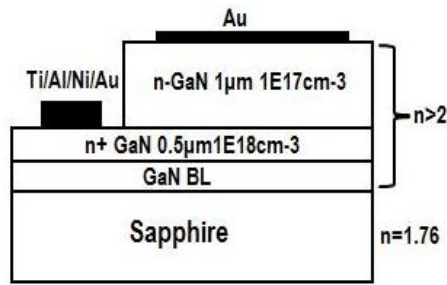 Au
Ti/Al/Ni/Au
n-GaN 1µm 1E17cm-3
n>2
n+ GaN 0.5µm1E18cm-3
GaN BL
Sapphire
n=1.76